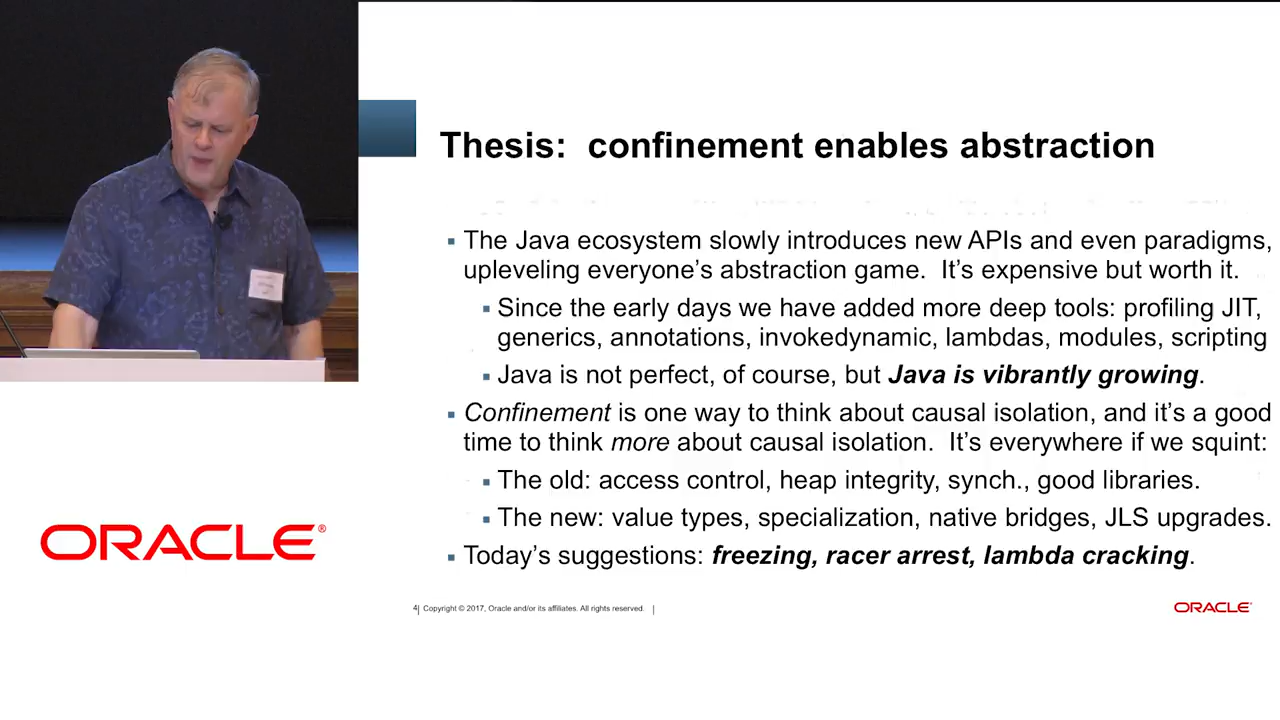 Thesis: confinement enables abstraction
▪ The Java ecosystem slowly introduces new APIs and even paradigms,
upleveling everyone's abstraction game. It's expensive but worth it.
▪ Since the early days we have added more deep tools: profiling JIT,
generics, annotations, invokedynamic, lambdas, modules, scripting
▪ Java is not perfect, of course, but Java is vibrantly growing.
▪ Confinement is one way to think about causal isolation, and it's a good
time to think more about causal isolation. It's everywhere if we squint:
▪ The old: access control, heap integrity, synch., good libraries.
▪ The new: value types, specialization, native bridges, JLS upgrades.
▪ Today's suggestions: freezing, racer arrest, lambda cracking.
ORACLE®
4| Copyright © 2017, Oracle and/or its affiliates. All rights reserved. |
ORACLE®